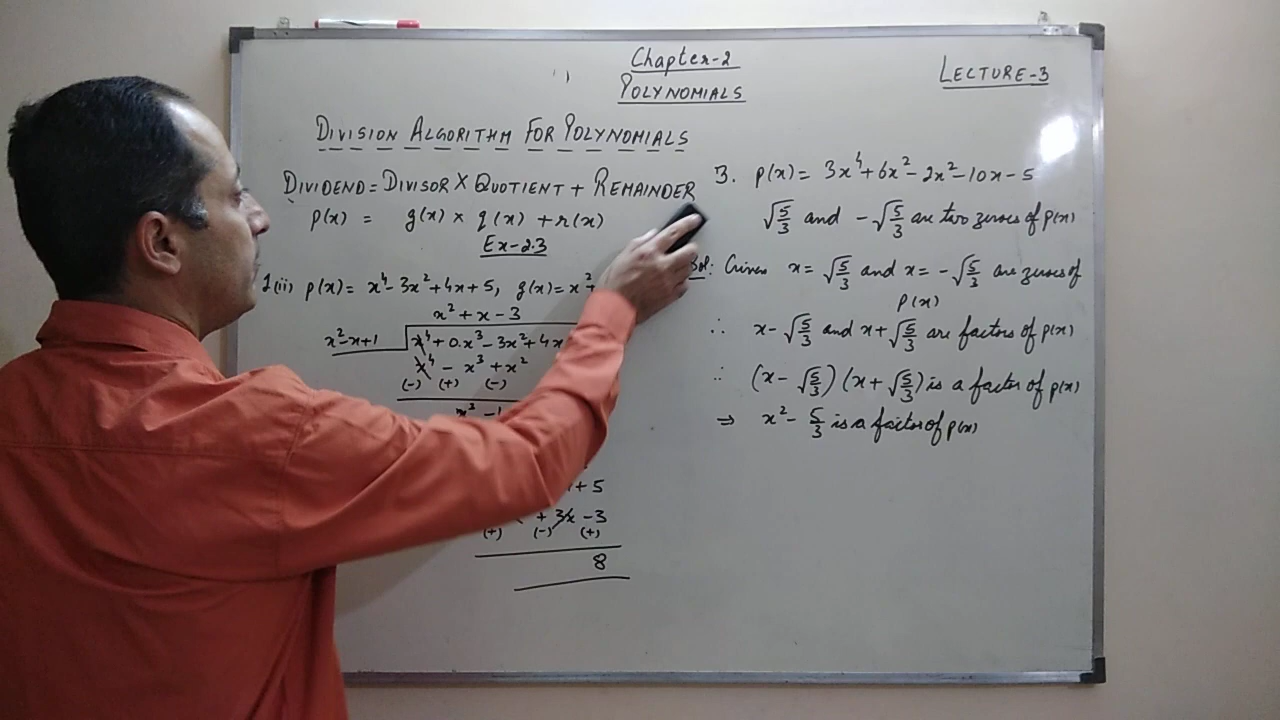 Chapter-2
POLYNOMIALS
LECTURE-3
DIVISION ALGORITHM FOR POLYNOMIALS
DIVIDEND = DIVISOR X QUOTIENT + REMAINDER
p(x) = g(x) × q(x) + r(x)
Ex-2.3
1(ii) p(x) = x⁴ - 3x² + 4x + 5, g(x) = x² +
x² + x - 3
x² - x + 1 x⁴ + 0.x³ - 3x² + 4x
x⁴ - x³ + x²
(-) (+) (-)
x³
+ 5
+ 3x - 3
(+) (-) (+)
8
3. p(x) = 3x⁴ + 6x² - 2x² - 10x - 5
√5/3 and -√5/3 are two zeroes of p(x)
Sol: Given x = √5/3 and x = -√5/3 are zeroes of
p(x)
∴ x - √5/3 and x + √5/3 are factors of p(x)
∴ (x - √5/3) (x + √5/3) is a factor of p(x)
⇒ x² - 5/3 is a factor of p(x)